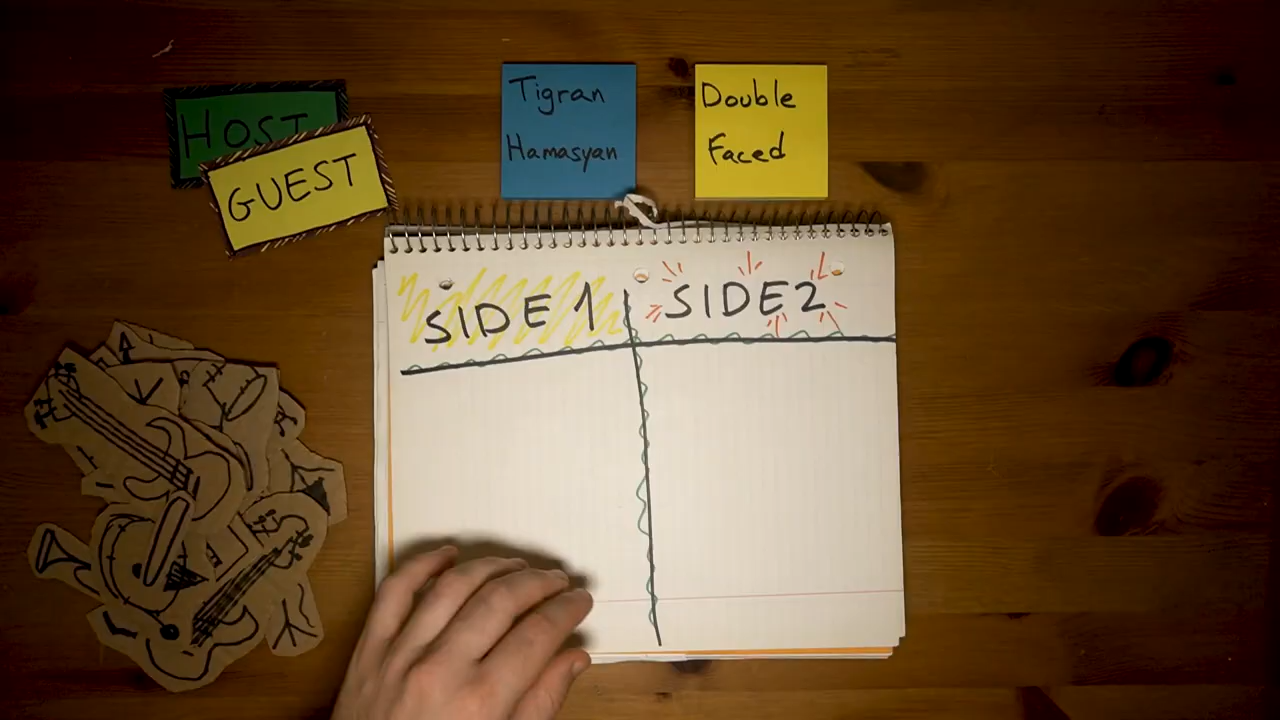 HOST
GUEST
Tigran
Hamasyan
Double
Faced
SIDE 1
SIDE 2